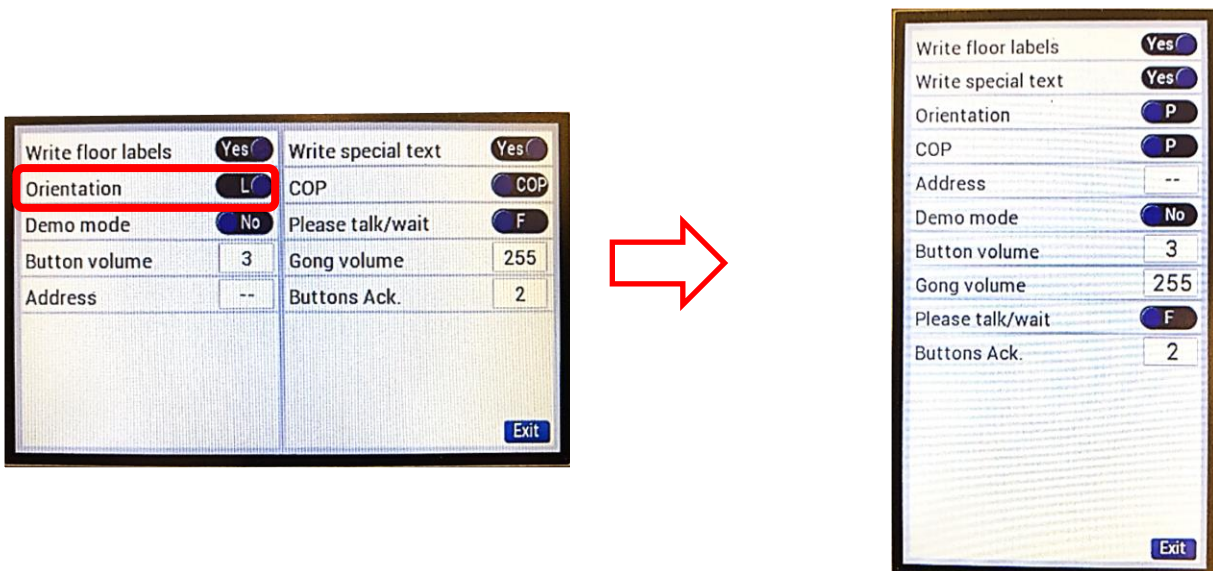 Write floor labels Yes Write special text Yes
Orientation L COP COP
Demo mode No Please talk/wait F
Button volume 3 Gong volume 255
Address -- Buttons Ack. 2
Exit
Write floor labels Yes
Write special text Yes
Orientation P
COP P
Address --
Demo mode No
Button volume 3
Gong volume 255
Please talk/wait F
Buttons Ack. 2
Exit